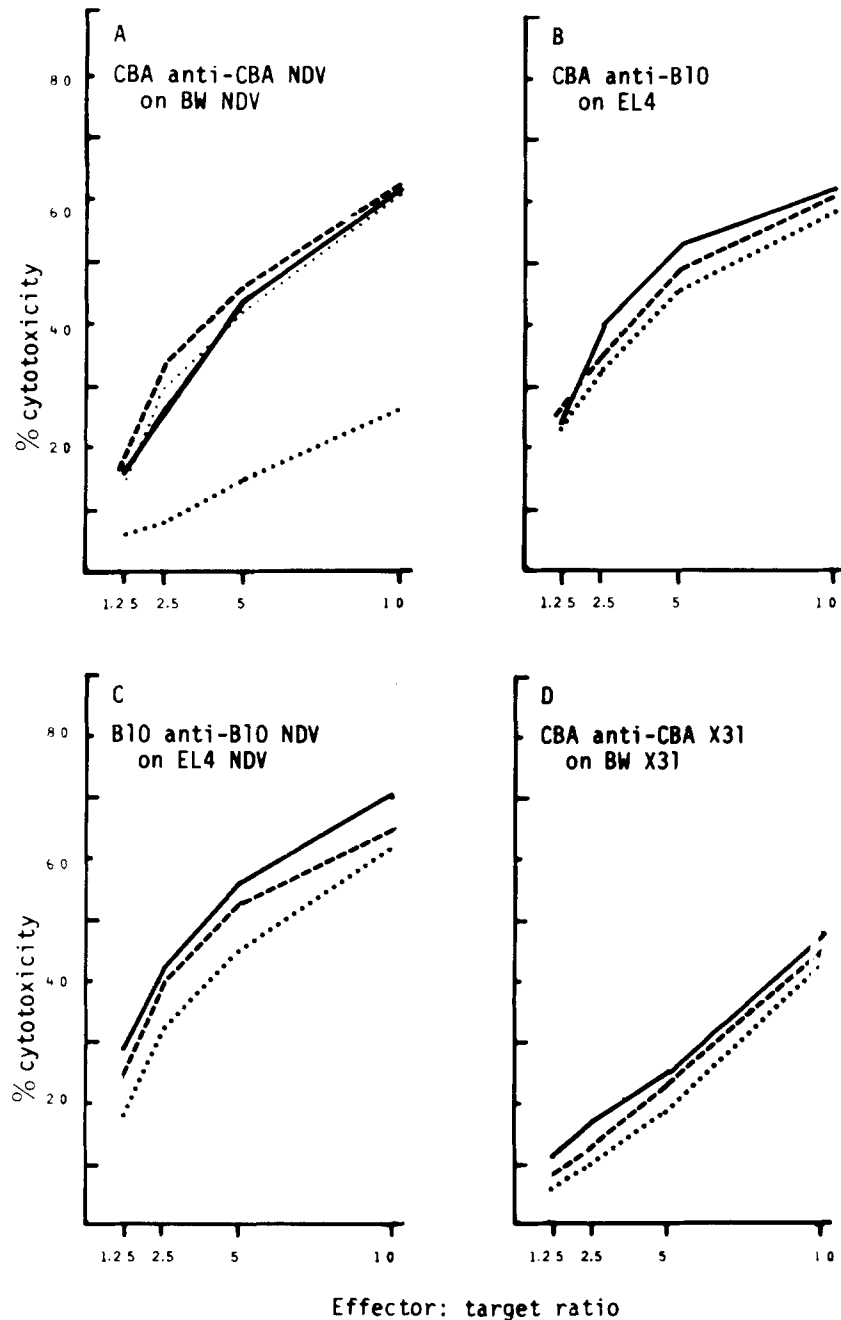 A
CBA anti-CBA NDV
on BW NDV
80
60
40
20
% cytotoxicity
1.25 2.5 5 10
B
CBA anti-B10
on EL4
1.25 2.5 5 10
C
B10 anti-B10 NDV
on EL4 NDV
80
60
40
20
% cytotoxicity
1.25 2.5 5 10
D
CBA anti-CBA X31
on BW X31
1.25 2.5 5 10
Effector: target ratio